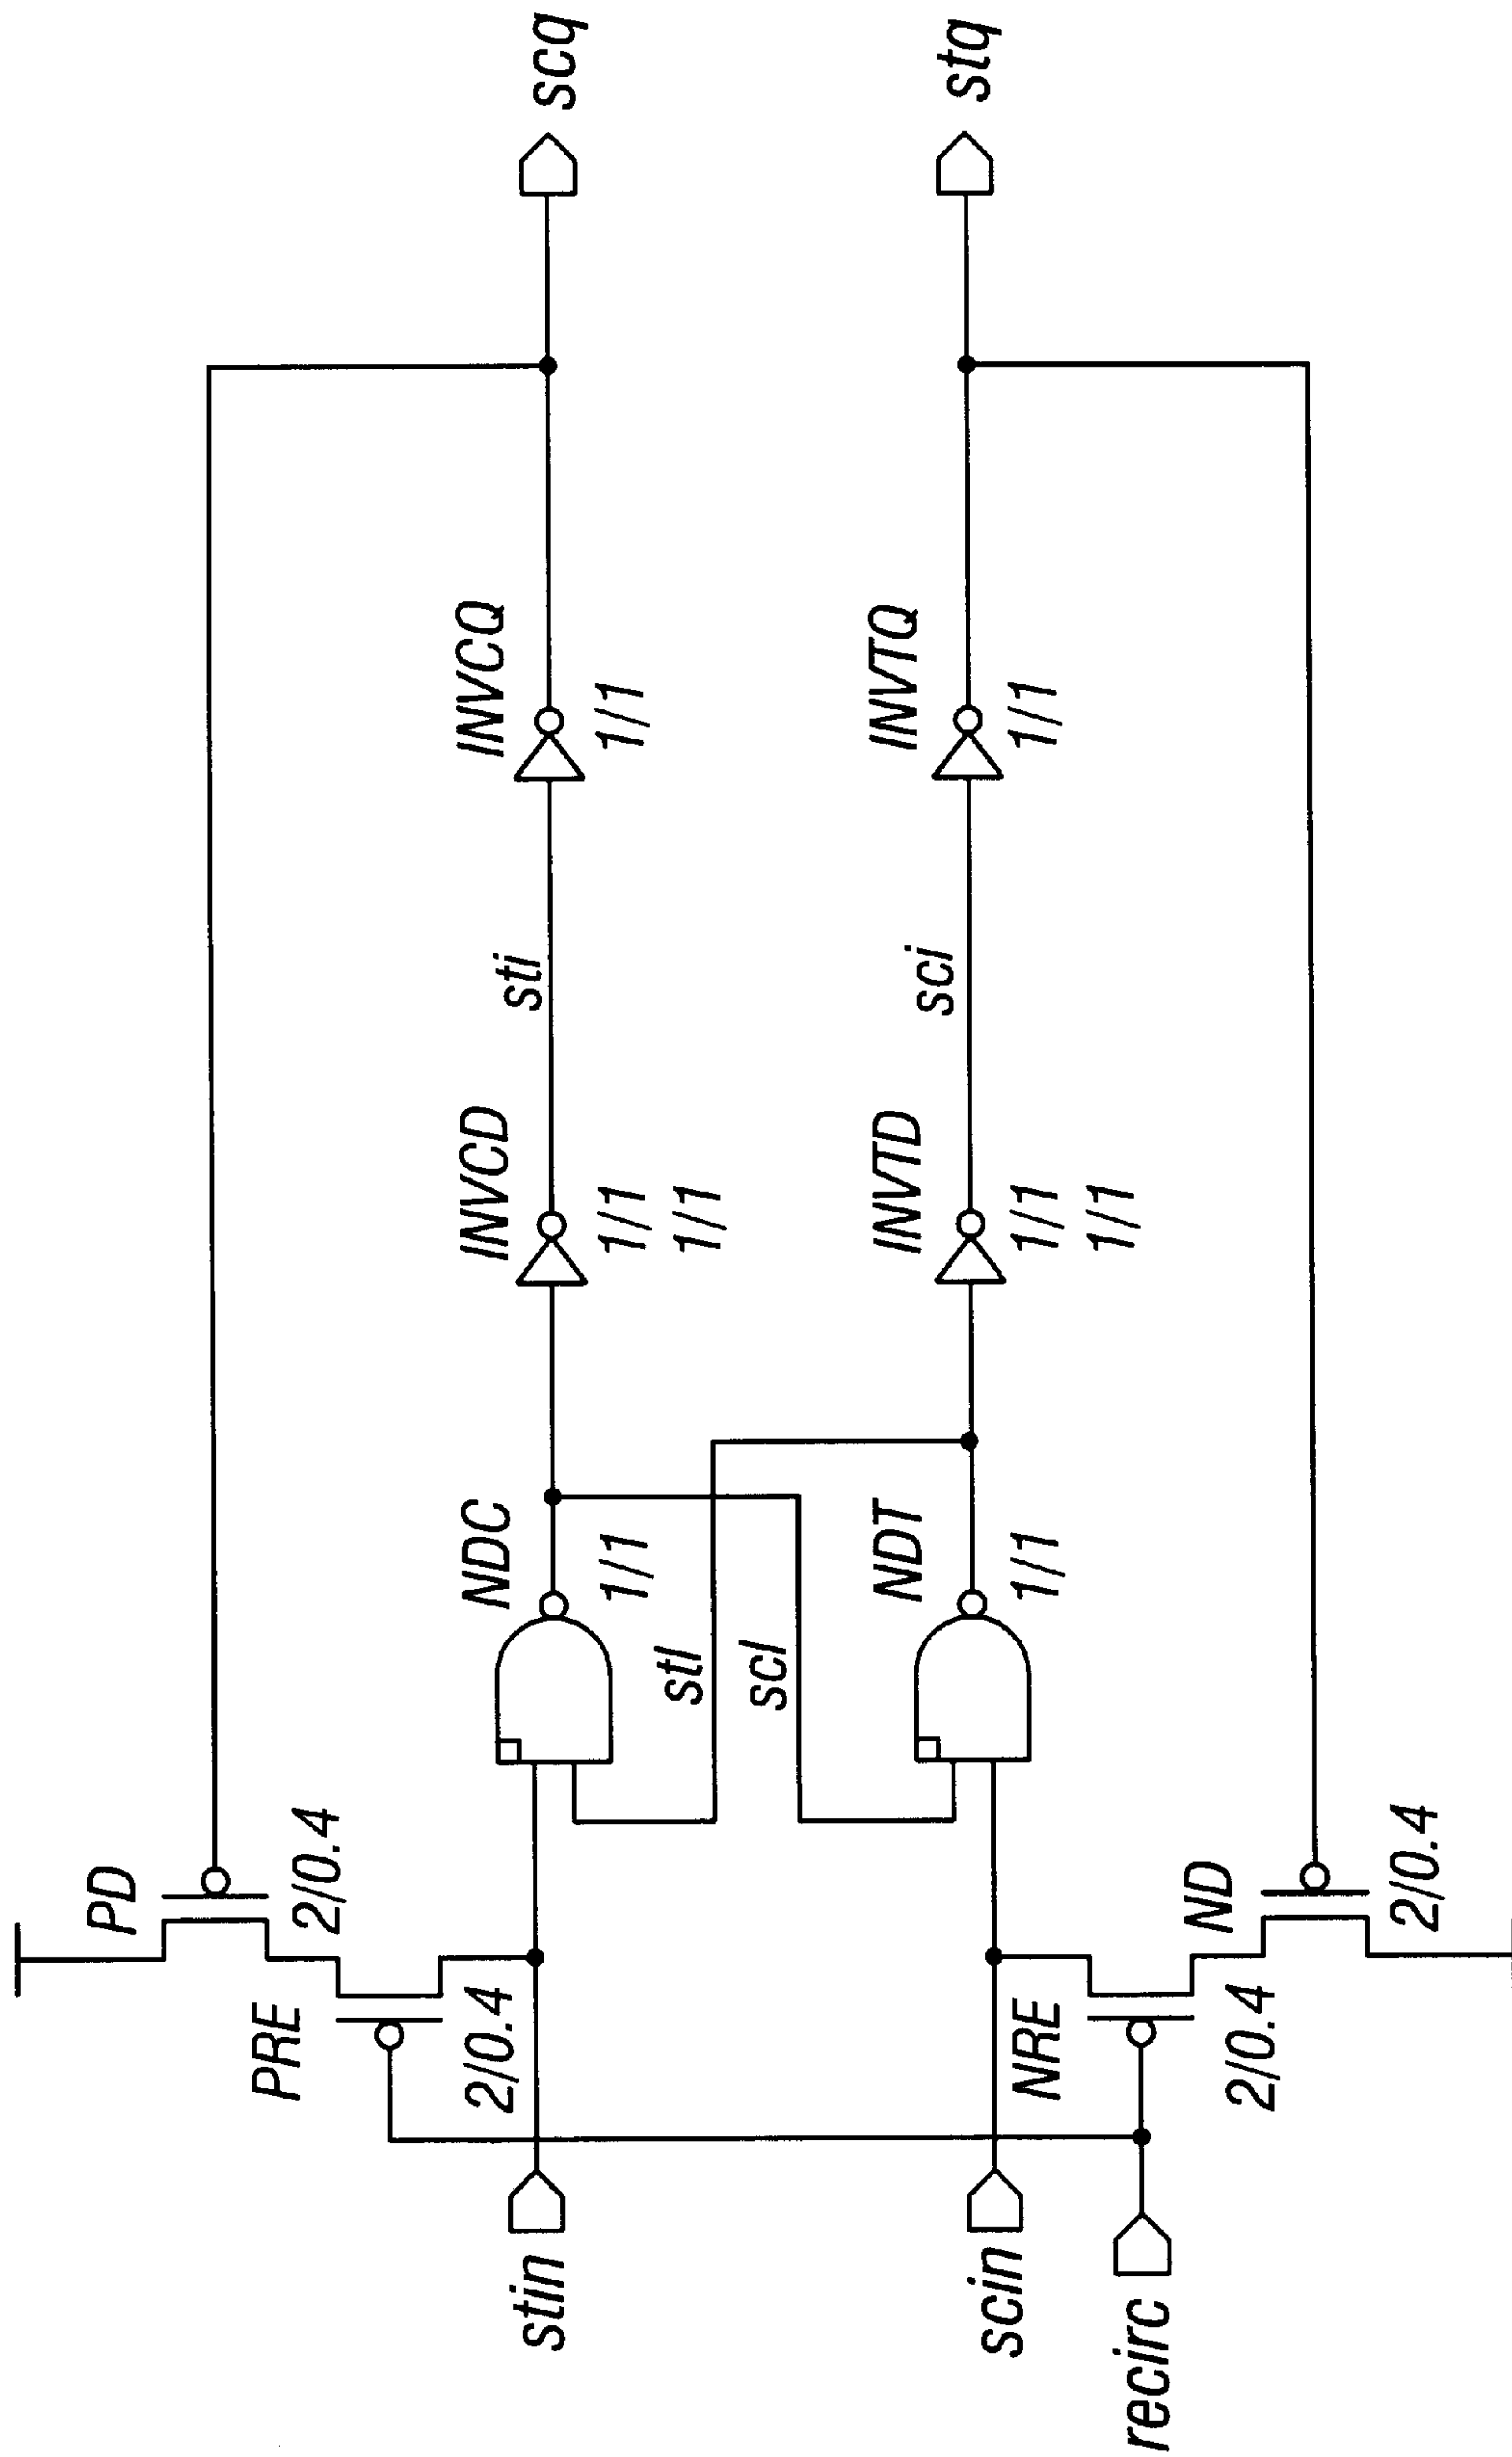 PD
2/0.4
PRE
2/0.4
stin
NDC
1/1
INVCD
1/1
1/1
sti
INVCQ
1/1
scq
stl
scl
scin
NDT
1/1
INVTD
1/1
1/1
sci
INVTQ
1/1
stq
recirc
NRE
2/0.4
ND
2/0.4